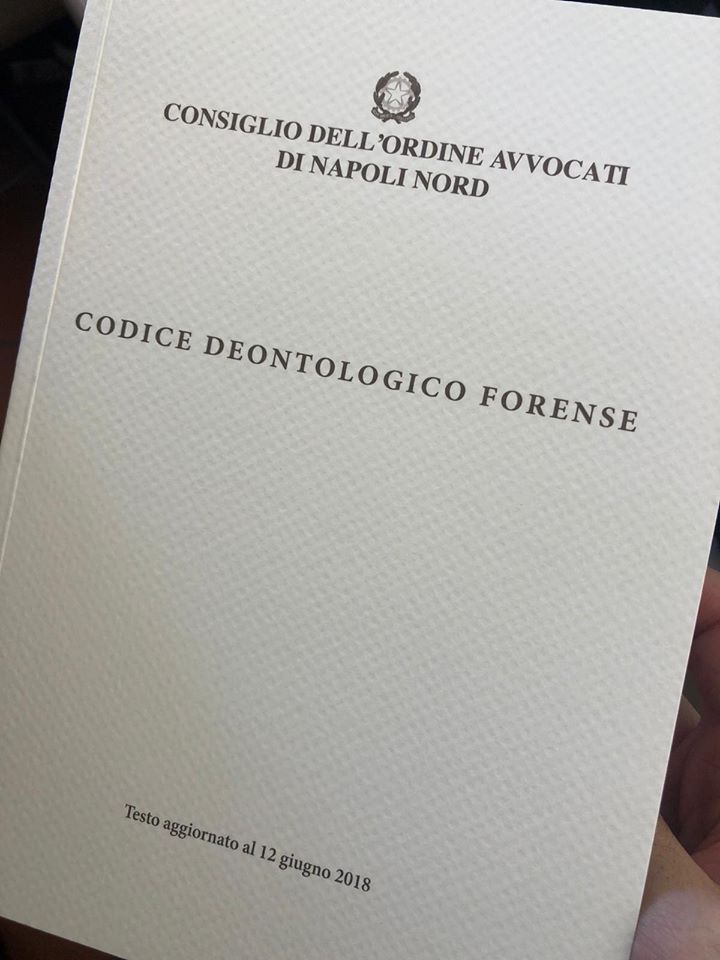 CONSIGLIO DELL'ORDINE AVVOCATI
DI NAPOLI NORD
CODICE DEONTOLOGICO FORENSE
Testo aggiornato al 12 giugno 2018